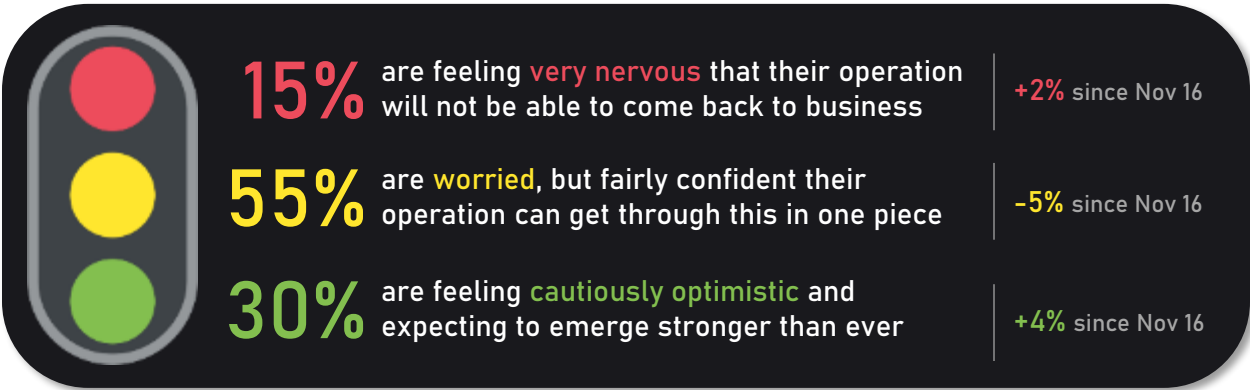 15%
are feeling very nervous that their operation
will not be able to come back to business
+2% since Nov 16
55%
are worried, but fairly confident their
operation can get through this in one piece
-5% since Nov 16
30%
are feeling cautiously optimistic and
expecting to emerge stronger than ever
+4% since Nov 16